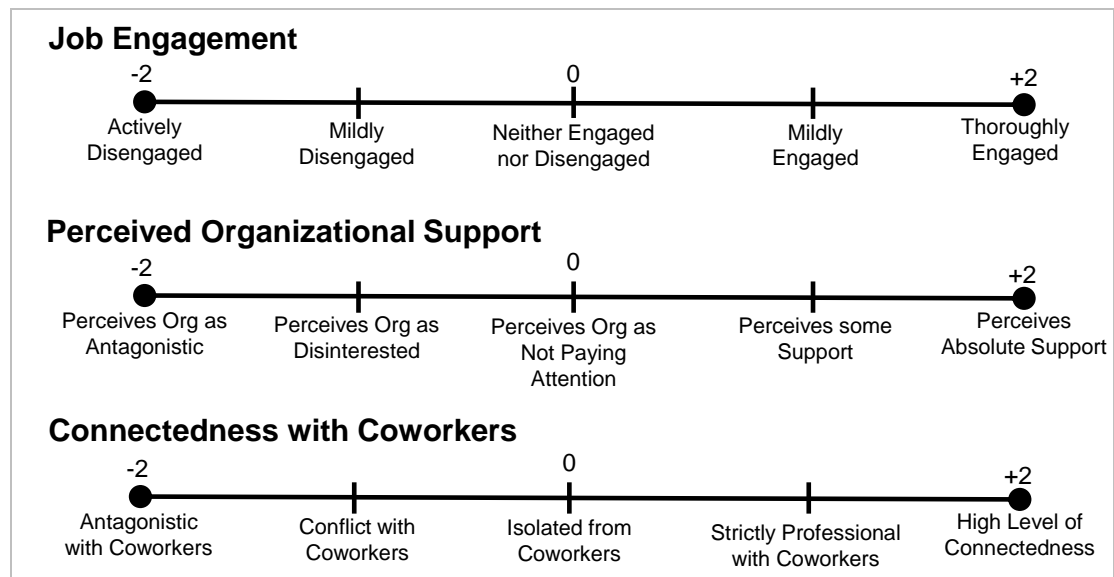 Job Engagement
-2 0 +2
Actively Disengaged
Mildly Disengaged
Neither Engaged nor Disengaged
Mildly Engaged
Thoroughly Engaged
Perceived Organizational Support
-2 0 +2
Perceives Org as Antagonistic
Perceives Org as Disinterested
Perceives Org as Not Paying Attention
Perceives some Support
Perceives Absolute Support
Connectedness with Coworkers
-2 0 +2
Antagonistic with Coworkers
Conflict with Coworkers
Isolated from Coworkers
Strictly Professional with Coworkers
High Level of Connectedness